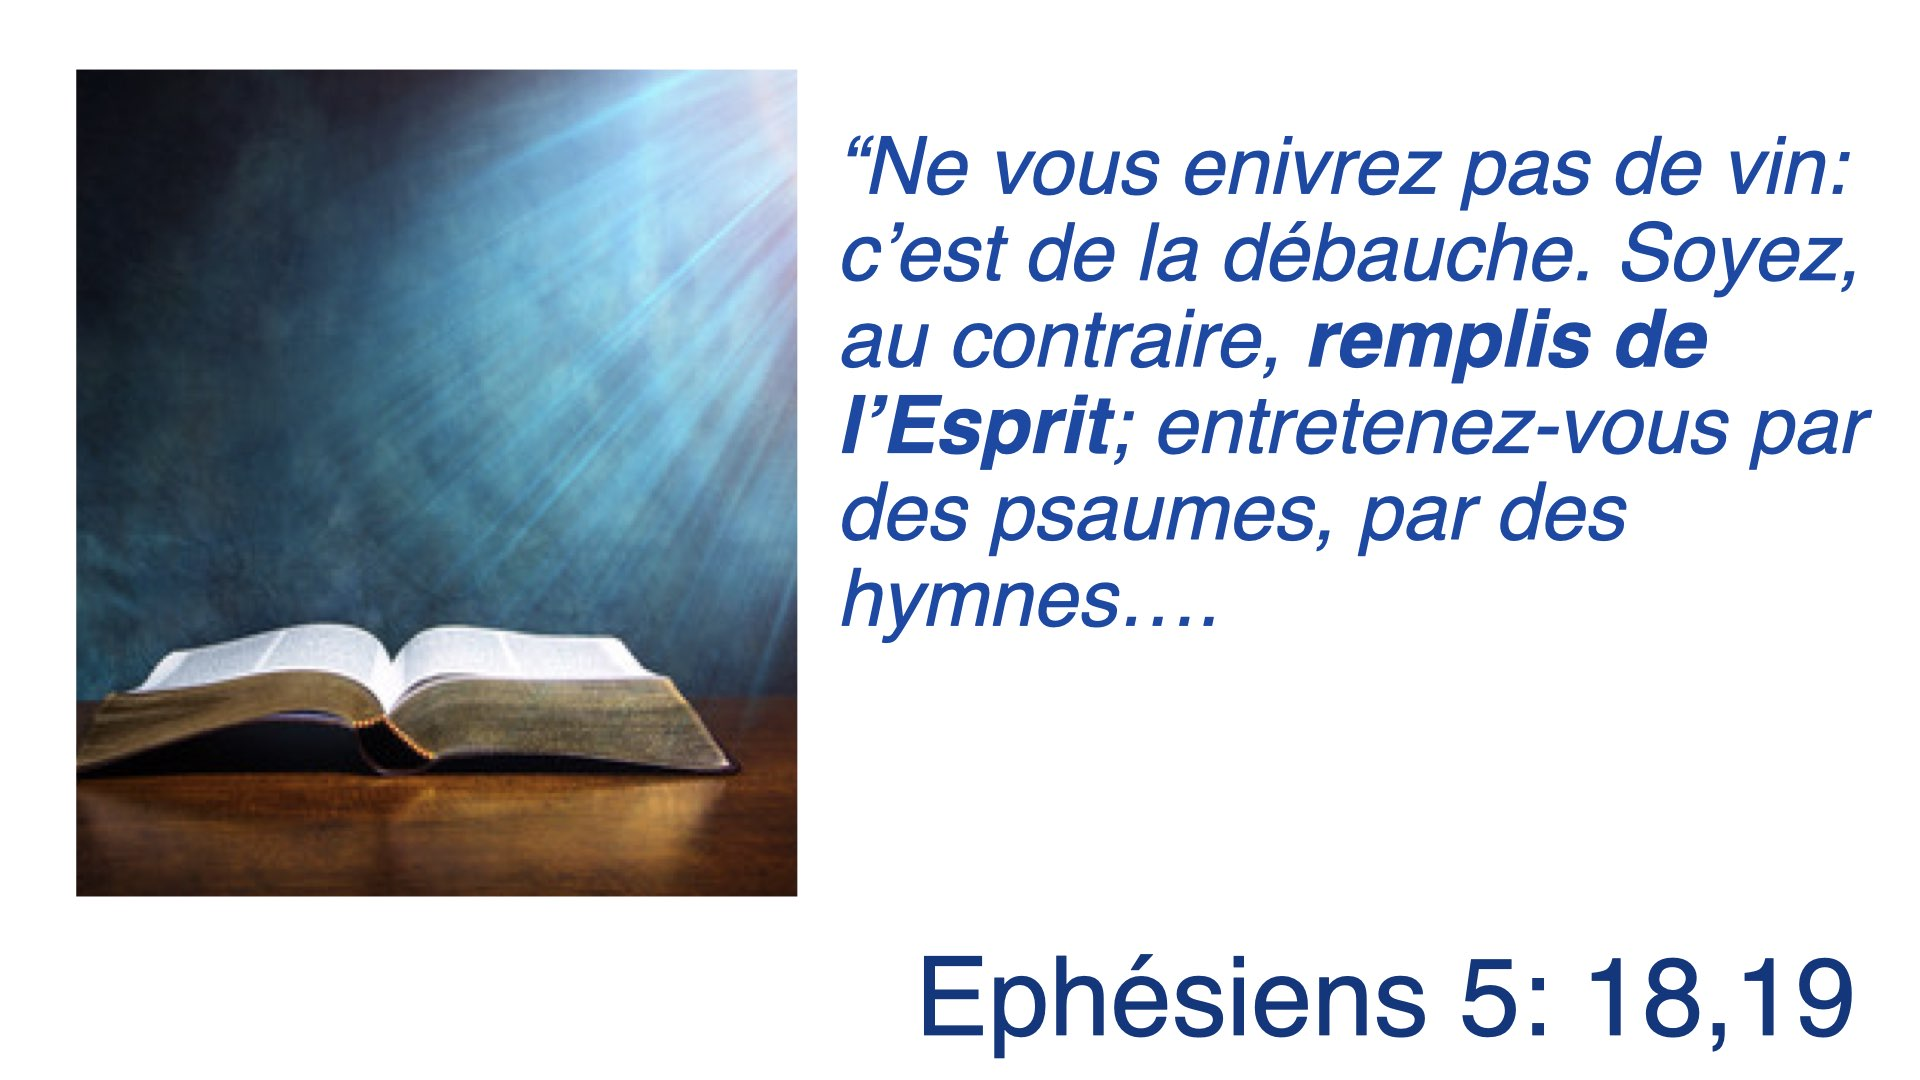 “Ne vous enivrez pas de vin:
c’est de la débauche. Soyez,
au contraire, remplis de
l’Esprit; entretenez-vous par
des psaumes, par des
hymnes….
Ephésiens 5: 18,19